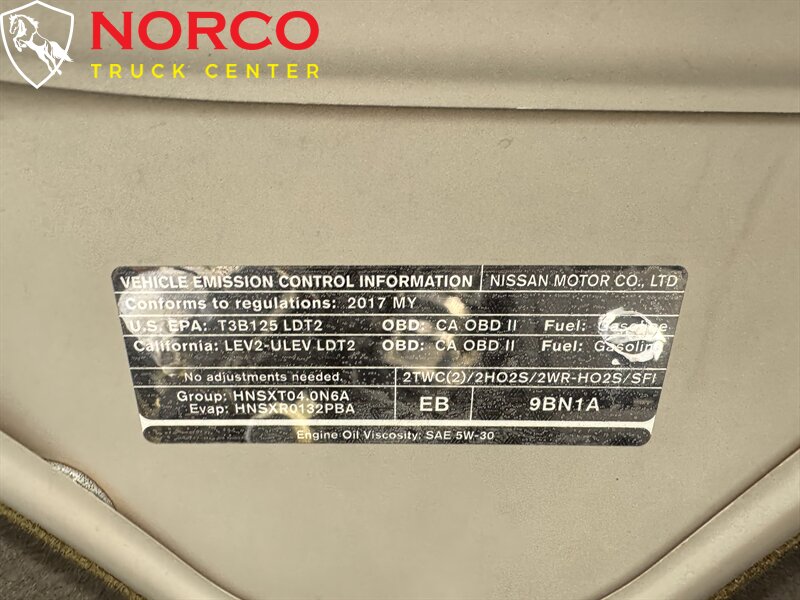 NORCO
TRUCK CENTER
VEHICLE EMISSION CONTROL INFORMATION NISSAN MOTOR CO., LTD
Conforms to regulations: 2017 MY
U.S. EPA: T3B125 LDT2 OBD: CA OBD II Fuel: Gasoline
California: LEV2-ULEV LDT2 OBD: CA OBD II Fuel: Gasoline
No adjustments needed. 2TWC(2)/2HO2S/2WR-HO2S/SFI
Group: HNSXT04.0N6A
Evap: HNSXR0132PBA EB 9BN1A
Engine Oil Viscosity: SAE 5W-30